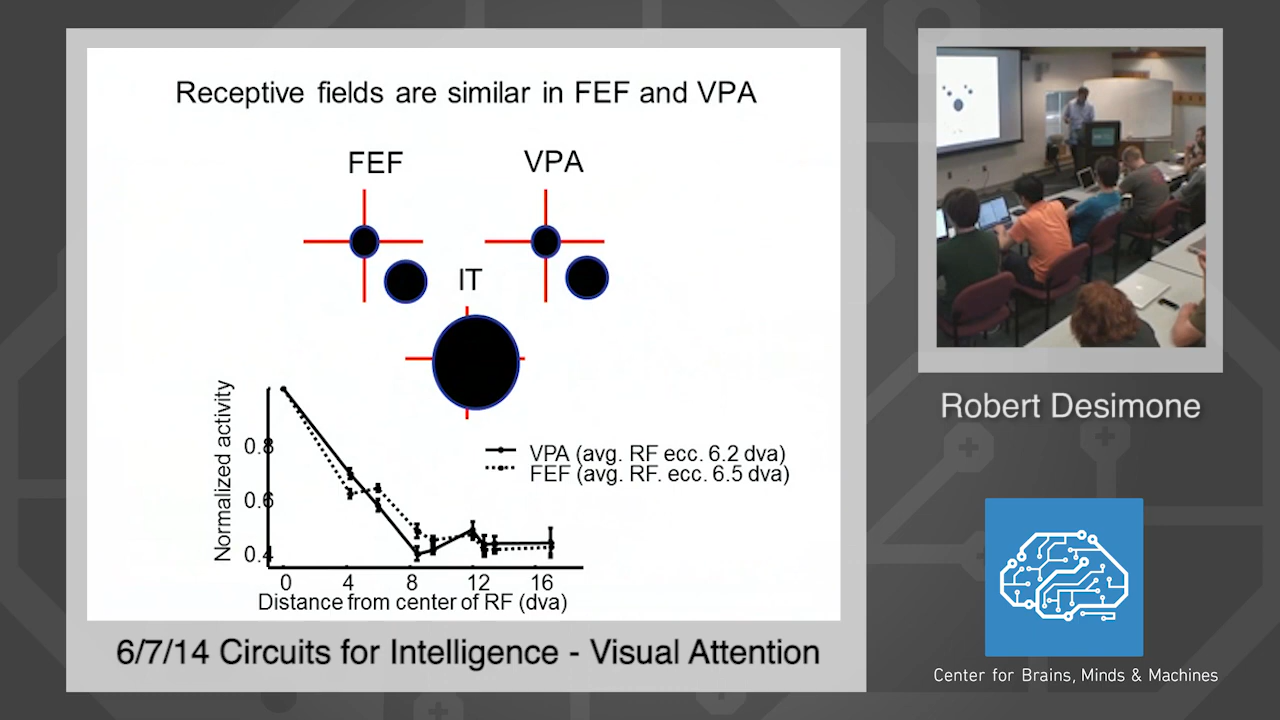 Receptive fields are similar in FEF and VPA
FEF
VPA
IT
Normalized activity
0.8
0.6
0.4
VPA (avg. RF ecc. 6.2 dva)
FEF (avg. RF. ecc. 6.5 dva)
0 4 8 12 16
Distance from center of RF (dva)
6/7/14 Circuits for Intelligence - Visual Attention
Robert Desimone
Center for Brains, Minds & Machines